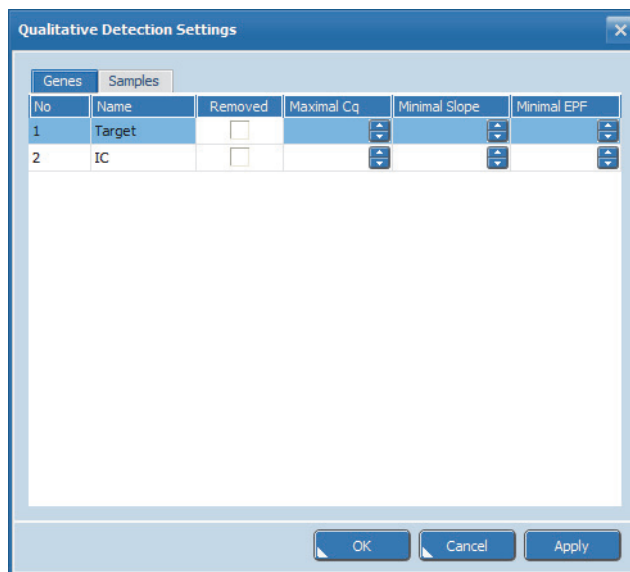 Qualitative Detection Settings
Genes Samples
No Name Removed Maximal Cq Minimal Slope Minimal EPF
1 Target
2 IC
OK Cancel Apply